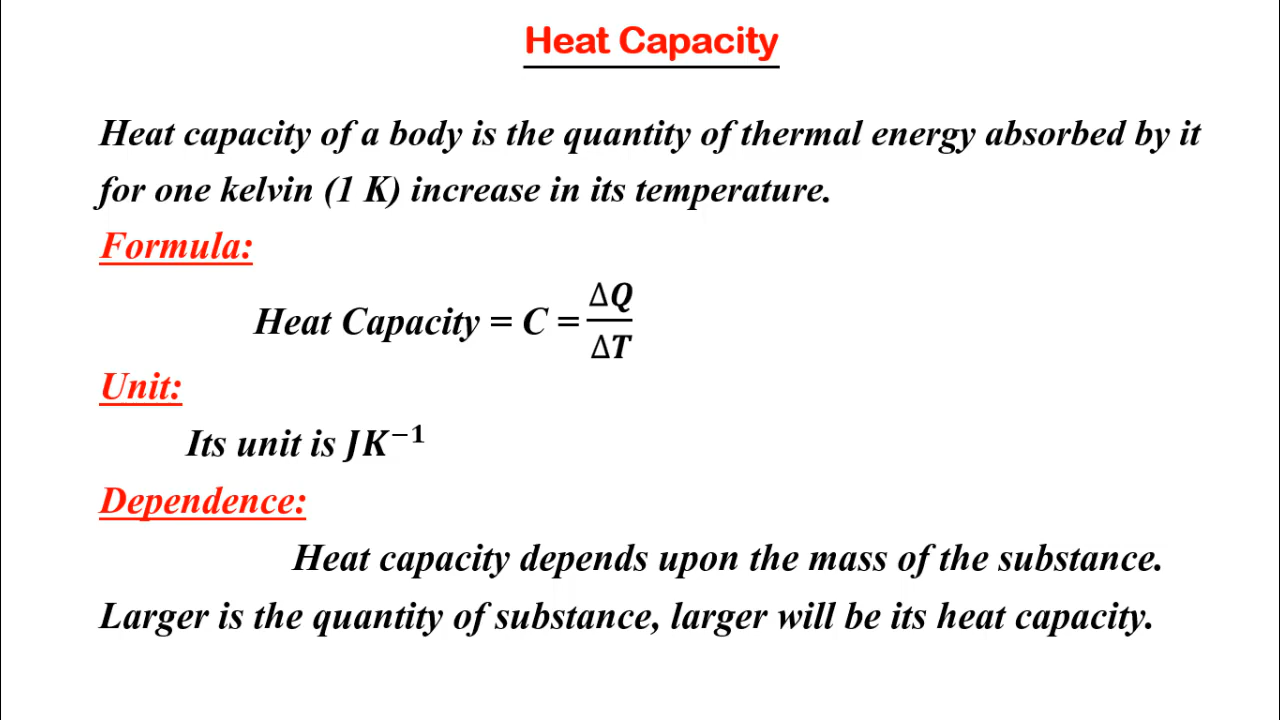 Heat Capacity
Heat capacity of a body is the quantity of thermal energy absorbed by it
for one kelvin (1 K) increase in its temperature.
Formula:
Heat Capacity = C = ΔQ/ΔT
Unit:
Its unit is JK⁻¹
Dependence:
Heat capacity depends upon the mass of the substance.
Larger is the quantity of substance, larger will be its heat capacity.